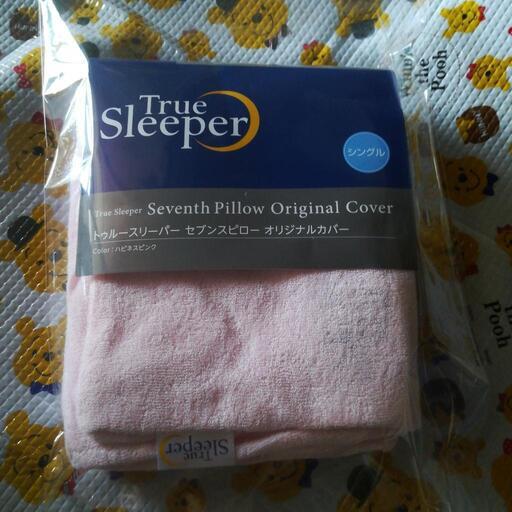 True
Sleeper
シングル
True Sleeper Seventh Pillow Original Cover
トゥルースリーパー セブンスピロー オリジナルカバー
Color：ハピネスピンク
True
Sleeper
the
Pooh
the
Pooh